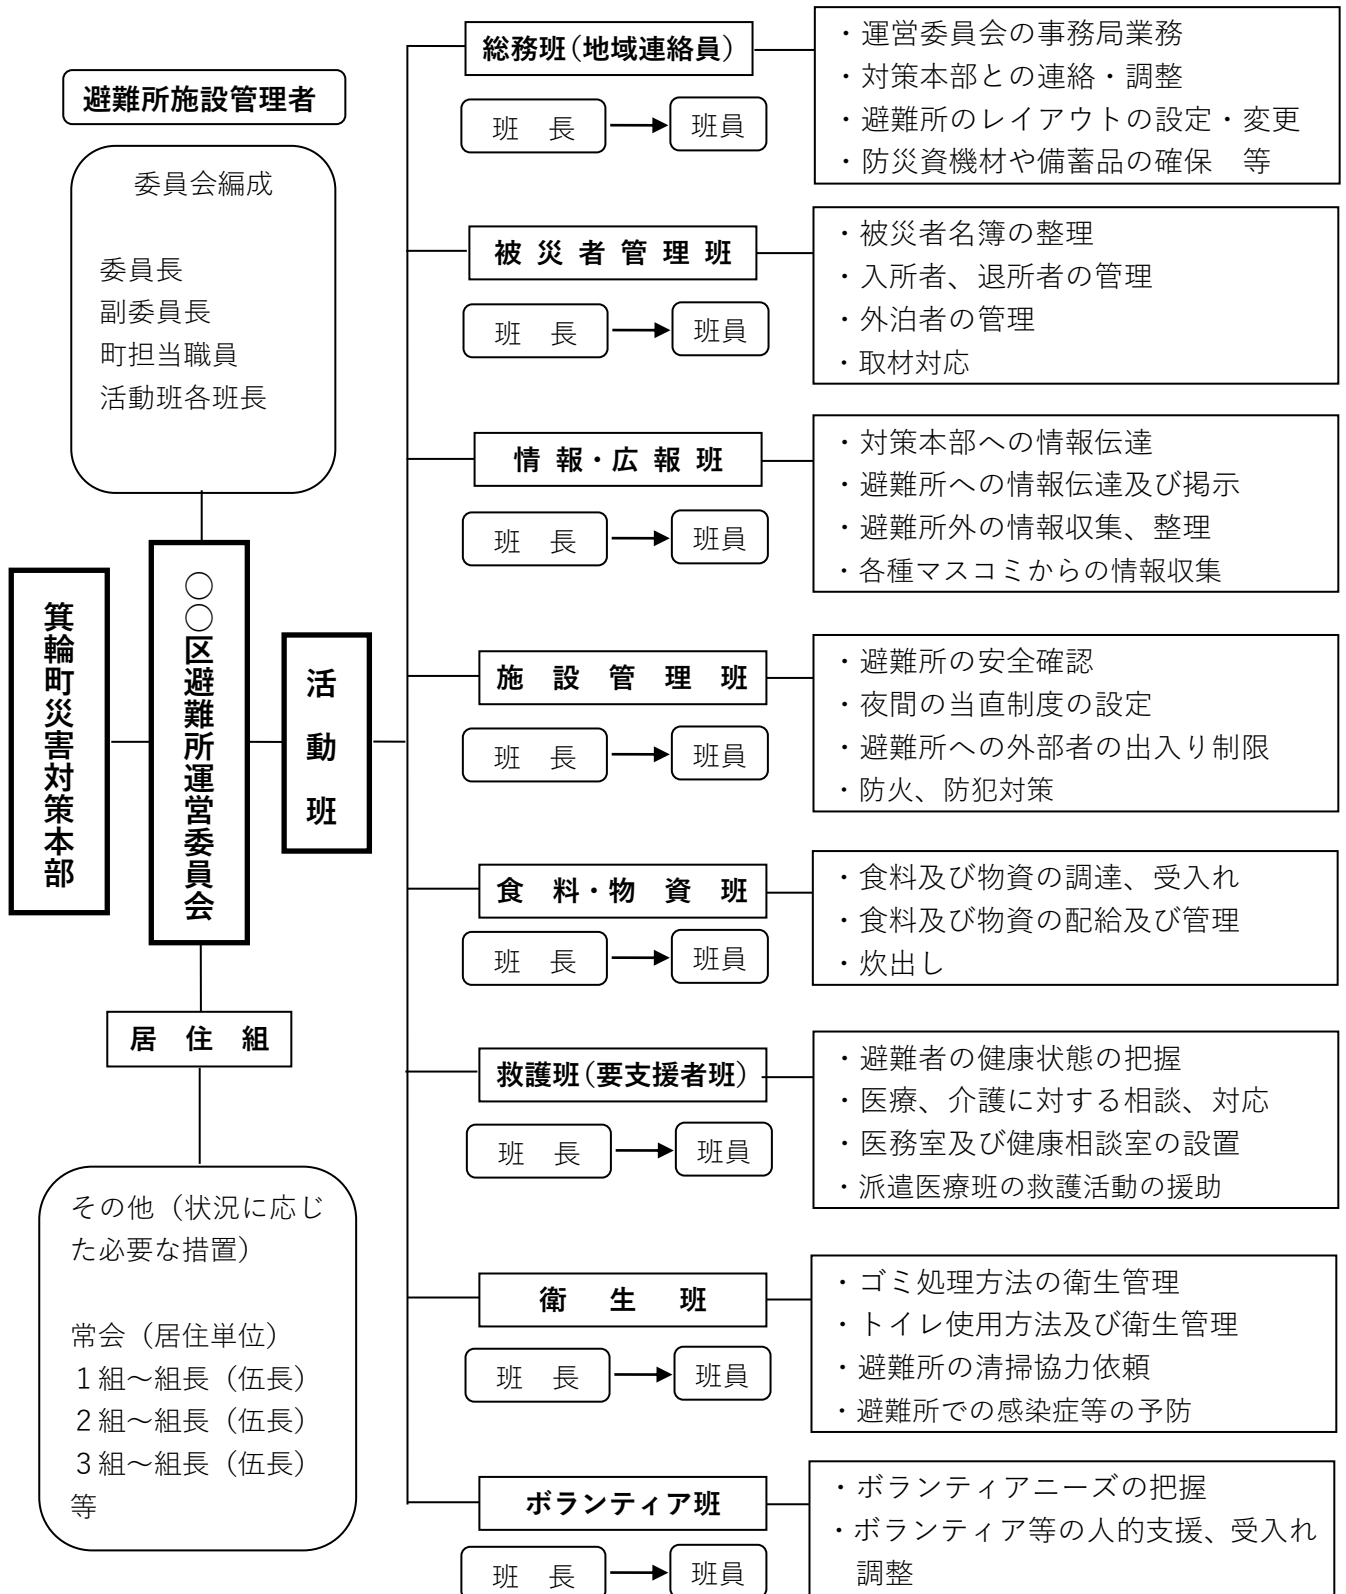 避難所施設管理者
委員会編成
委員長
副委員長
町担当職員
活動班各班長
箕輪町災害対策本部
○○区避難所運営委員会
活動班
居住組
その他（状況に応じ
た必要な措置）
常会（居住単位）
１組～組長（伍長）
２組～組長（伍長）
３組～組長（伍長）
等
総務班（地域連絡員）
班　長
班員
・運営委員会の事務局業務
・対策本部との連絡・調整
・避難所のレイアウトの設定・変更
・防災資機材や備蓄品の確保　等
被災者管理班
班　長
班員
・被災者名簿の整理
・入所者、退所者の管理
・外泊者の管理
・取材対応
情報・広報班
班　長
班員
・対策本部への情報伝達
・避難所への情報伝達及び掲示
・避難所外の情報収集、整理
・各種マスコミからの情報収集
施設管理班
班　長
班員
・避難所の安全確認
・夜間の当直制度の設定
・避難所への外部者の出入り制限
・防火、防犯対策
食料・物資班
班　長
班員
・食料及び物資の調達、受入れ
・食料及び物資の配給及び管理
・炊出し
救護班（要支援者班）
班　長
班員
・避難者の健康状態の把握
・医療、介護に対する相談、対応
・医務室及び健康相談室の設置
・派遣医療班の救護活動の援助
衛生班
班　長
班員
・ゴミ処理方法の衛生管理
・トイレ使用方法及び衛生管理
・避難所の清掃協力依頼
・避難所での感染症等の予防
ボランティア班
班　長
班員
・ボランティアニーズの把握
・ボランティア等の人的支援、受入れ
調整